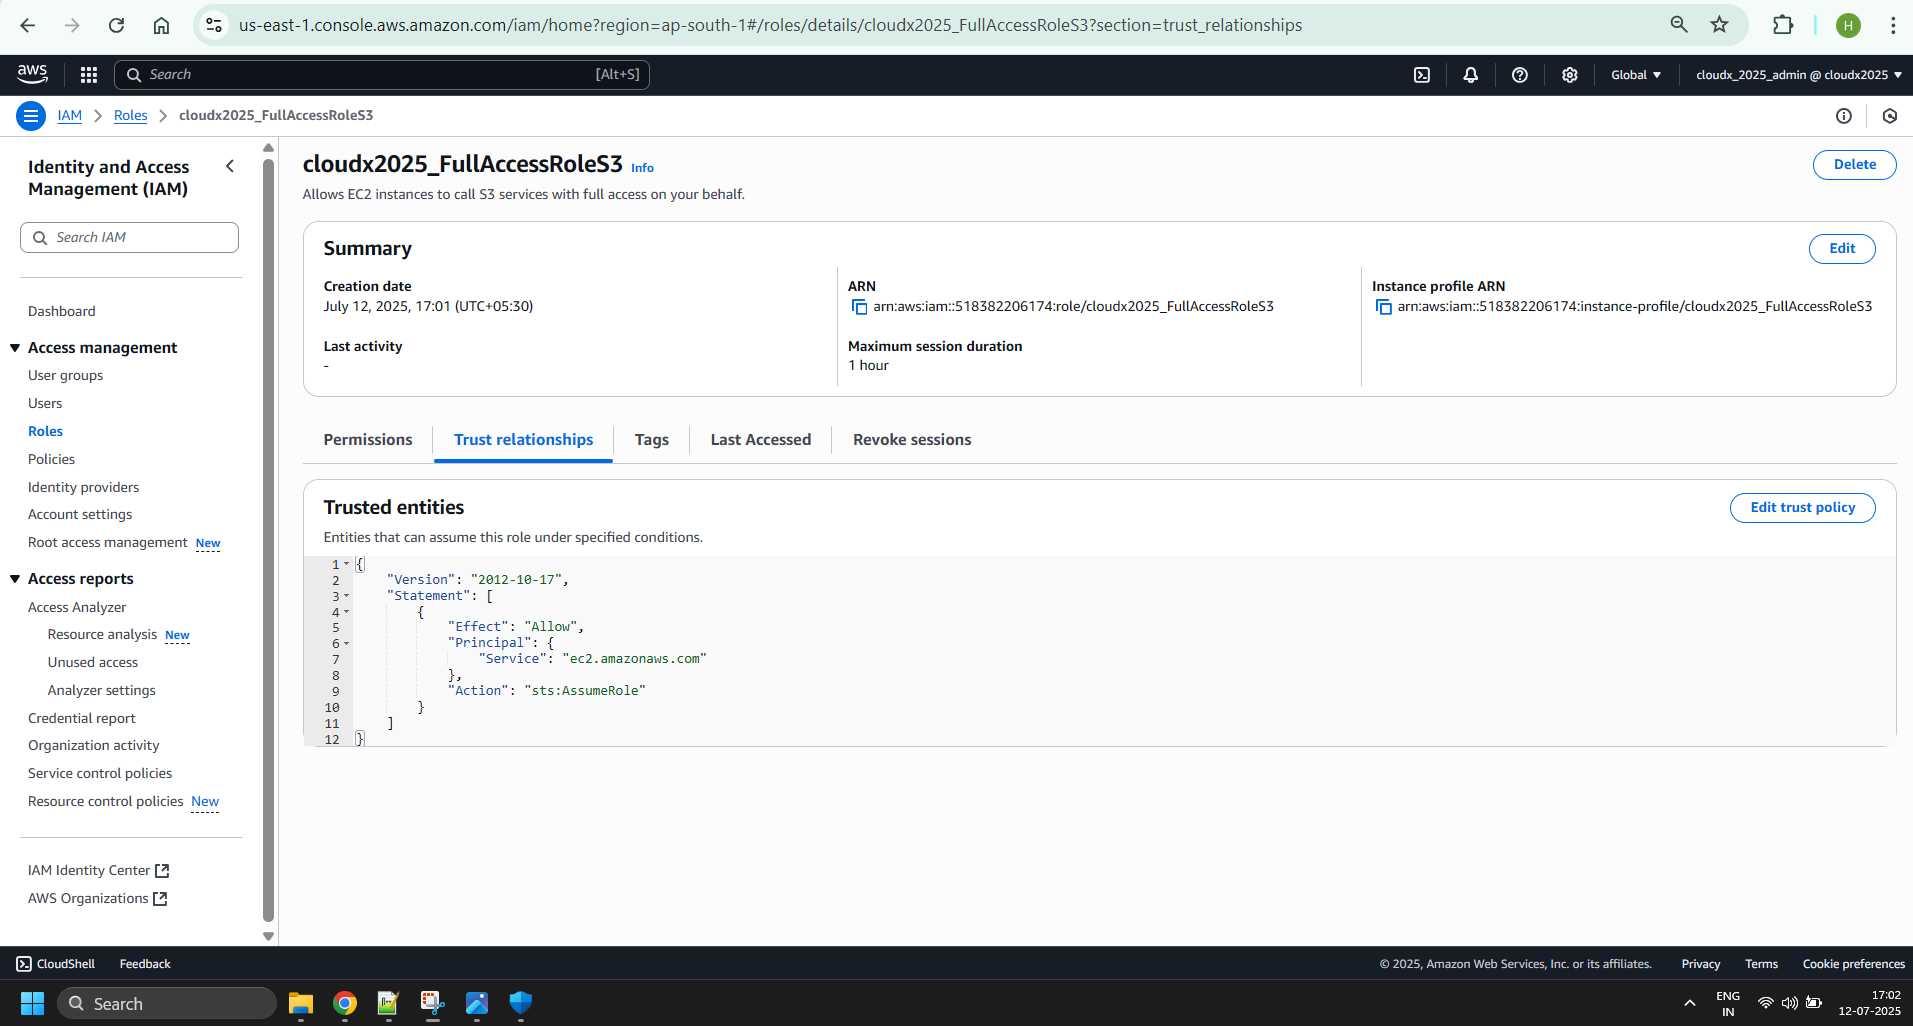 us-east-1.console.aws.amazon.com/iam/home?region=ap-south-1#/roles/details/cloudx2025_FullAccessRoleS3?section=trust_relationships
H
aws
Search [Alt+S]
Global
cloudx_2025_admin @ cloudx2025
IAM
Roles
cloudx2025_FullAccessRoleS3
Identity and Access
Management (IAM)
Search IAM
Dashboard
Access management
User groups
Users
Roles
Policies
Identity providers
Account settings
Root access management New
Access reports
Access Analyzer
Resource analysis New
Unused access
Analyzer settings
Credential report
Organization activity
Service control policies
Resource control policies New
IAM Identity Center
AWS Organizations
cloudx2025_FullAccessRoleS3 Info
Delete
Allows EC2 instances to call S3 services with full access on your behalf.
Summary
Edit
Creation date
July 12, 2025, 17:01 (UTC+05:30)
Last activity
-
ARN
arn:aws:iam::518382206174:role/cloudx2025_FullAccessRoleS3
Maximum session duration
1 hour
Instance profile ARN
arn:aws:iam::518382206174:instance-profile/cloudx2025_FullAccessRoleS3
Permissions
Trust relationships
Tags
Last Accessed
Revoke sessions
Trusted entities
Edit trust policy
Entities that can assume this role under specified conditions.
1 {
2 "Version": "2012-10-17",
3 "Statement": [
4 {
5 "Effect": "Allow",
6 "Principal": {
7 "Service": "ec2.amazonaws.com"
8 },
9 "Action": "sts:AssumeRole"
10 }
11 ]
12 }
CloudShell
Feedback
© 2025, Amazon Web Services, Inc. or its affiliates.
Privacy
Terms
Cookie preferences
Search
ENG
IN
17:02
12-07-2025